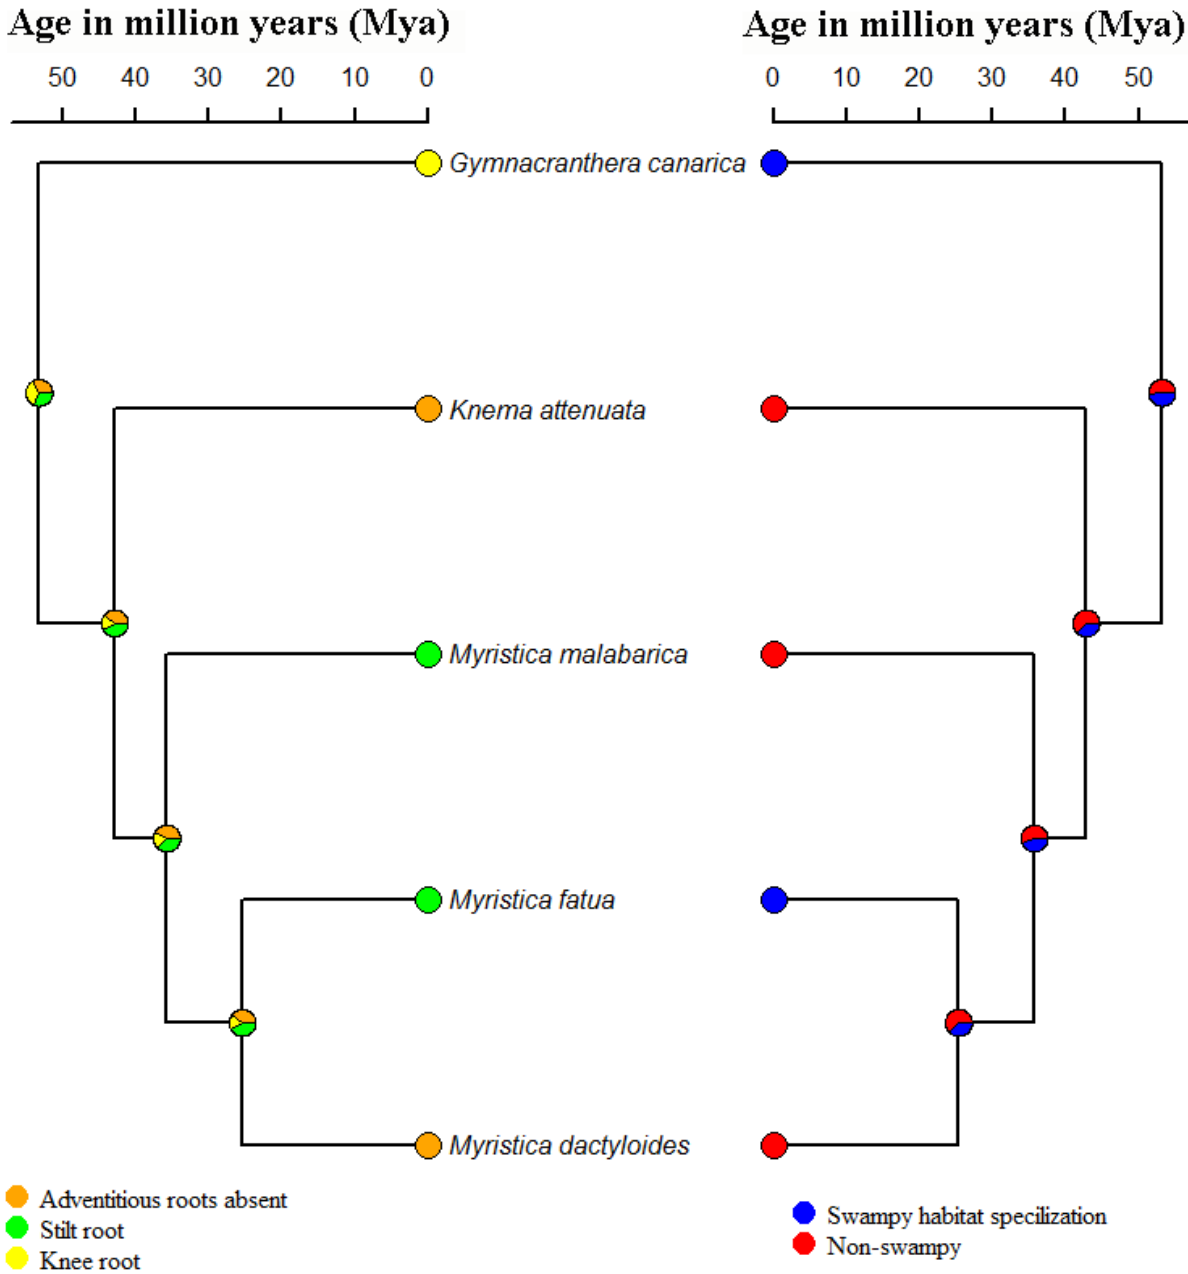 Age in million years (Mya) Age in million years (Mya)
50 40 30 20 10 0 0 10 20 30 40 50
Gymnacranthera canarica
Knema attenuata
Myristica malabarica
Myristica fatua
Myristica dactyloides
Adventitious roots absent
Stilt root
Knee root
Swampy habitat specilization
Non-swampy